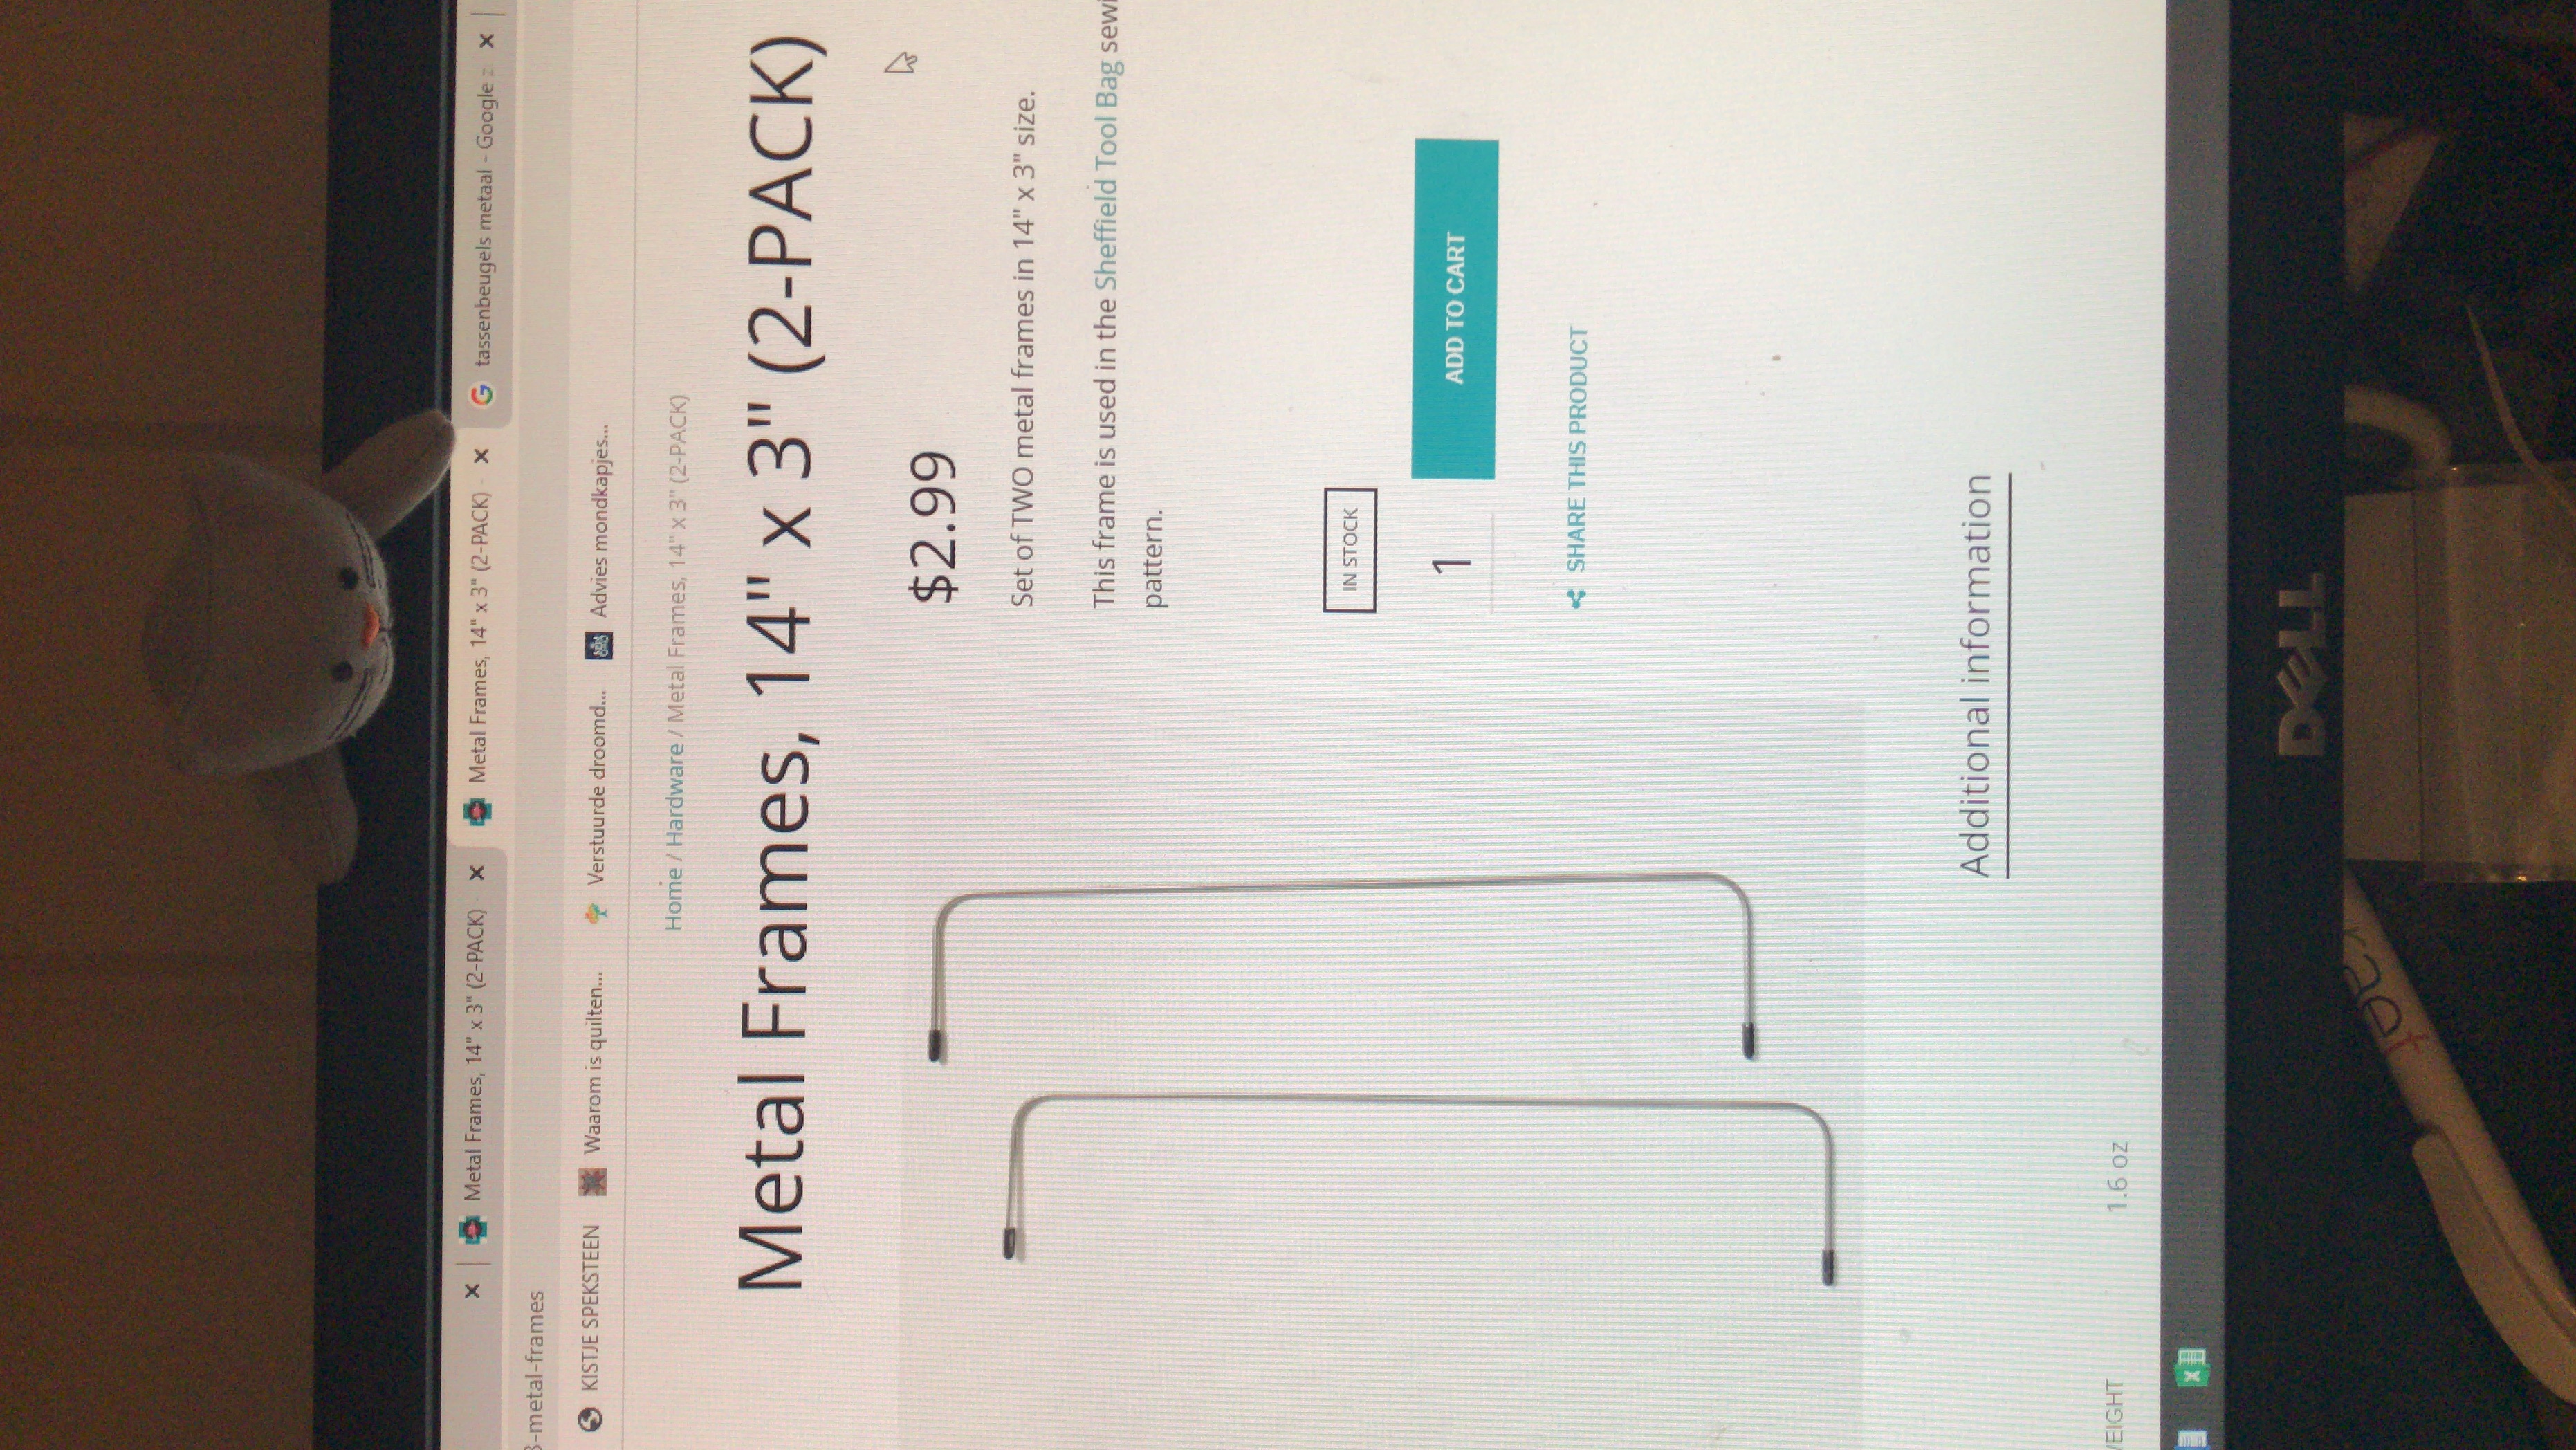 Metal Frames, 14" x 3" (2-PACK)
Metal Frames, 14" x 3" (2-PACK)
tassenbeugels metaal - Google z
3-metal-frames
KISTJE SPEKSTEEN
Waarom is quilten...
Verstuurde droomd...
Advies mondkapjes...
Home / Hardware / Metal Frames, 14" x 3" (2-PACK)
Metal Frames, 14" x 3" (2-PACK)
$2.99
Set of TWO metal frames in 14" x 3" size.
This frame is used in the Sheffield Tool Bag sewi
pattern.
IN STOCK
1
ADD TO CART
SHARE THIS PRODUCT
Additional information
WEIGHT
1.6 oz
DELL